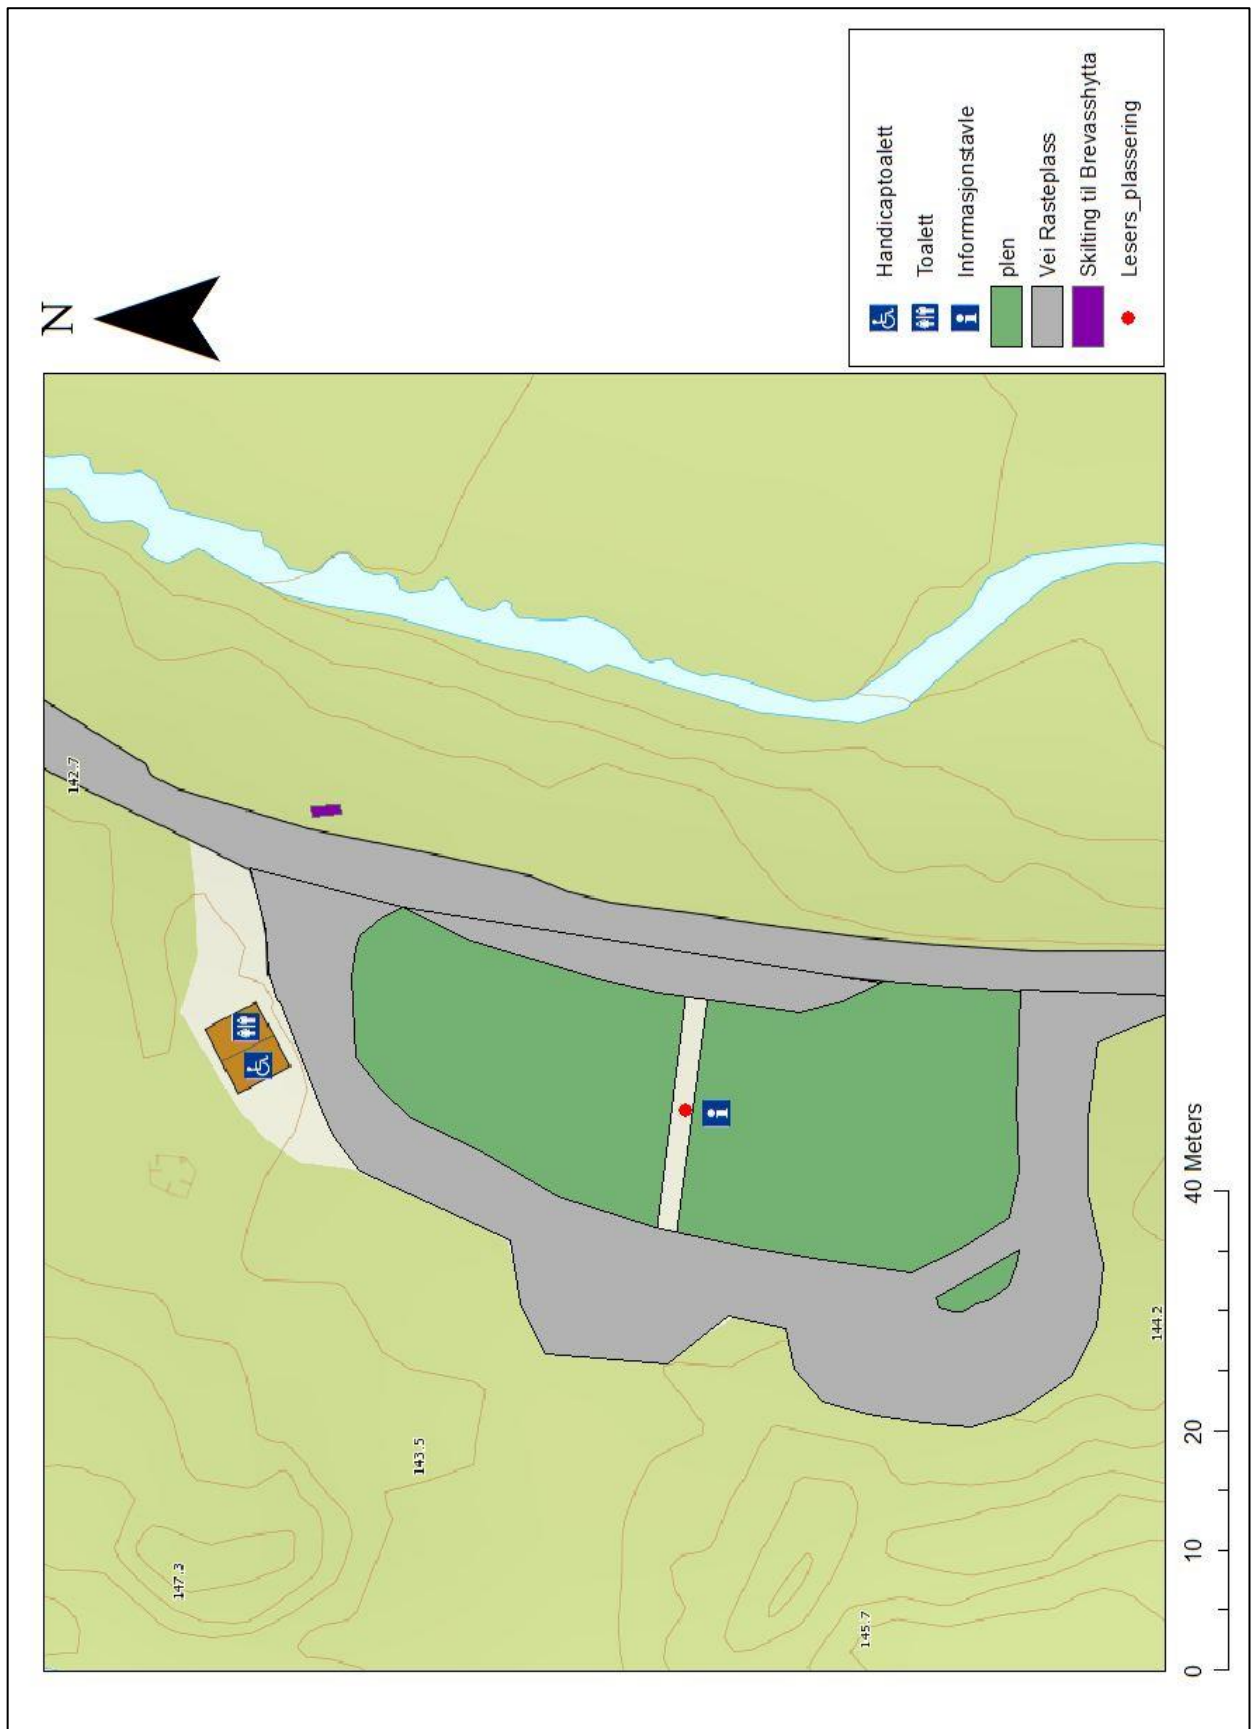 N
Handicaptoalett
Toalett
Informasjonstavle
plen
Vei Rasteplass
Skilting til Brevasshytta
Lesers_plassering
142.7
147.3
143.5
145.7
144.2
0 10 20 40 Meters